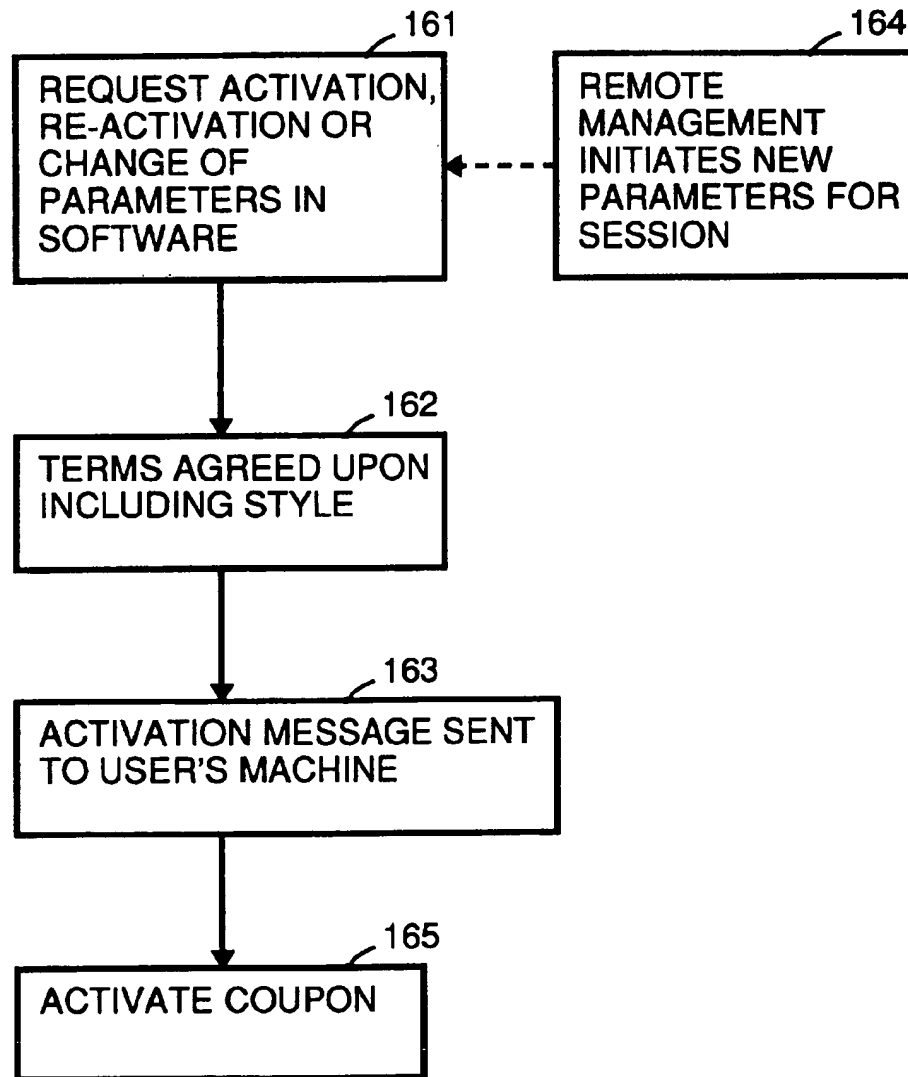 161
REQUEST ACTIVATION,
RE-ACTIVATION OR
CHANGE OF
PARAMETERS IN
SOFTWARE
164
REMOTE
MANAGEMENT
INITIATES NEW
PARAMETERS FOR
SESSION
162
TERMS AGREED UPON
INCLUDING STYLE
163
ACTIVATION MESSAGE SENT
TO USER'S MACHINE
165
ACTIVATE COUPON